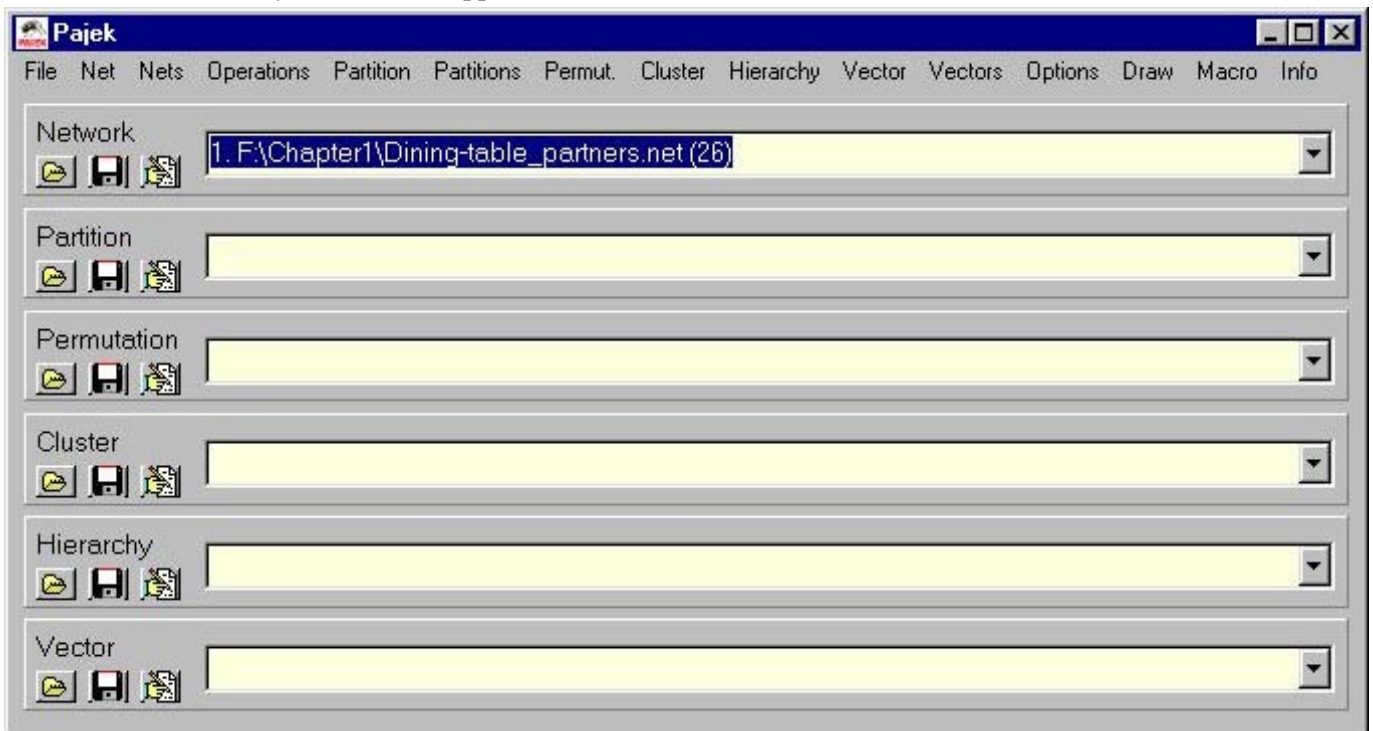 Pajek
File Net Nets Operations Partition Partitions Permut. Cluster Hierarchy Vector Vectors Options Draw Macro Info
Network
1. F:\Chapter1\Dining-table_partners.net (26)
Partition
Permutation
Cluster
Hierarchy
Vector